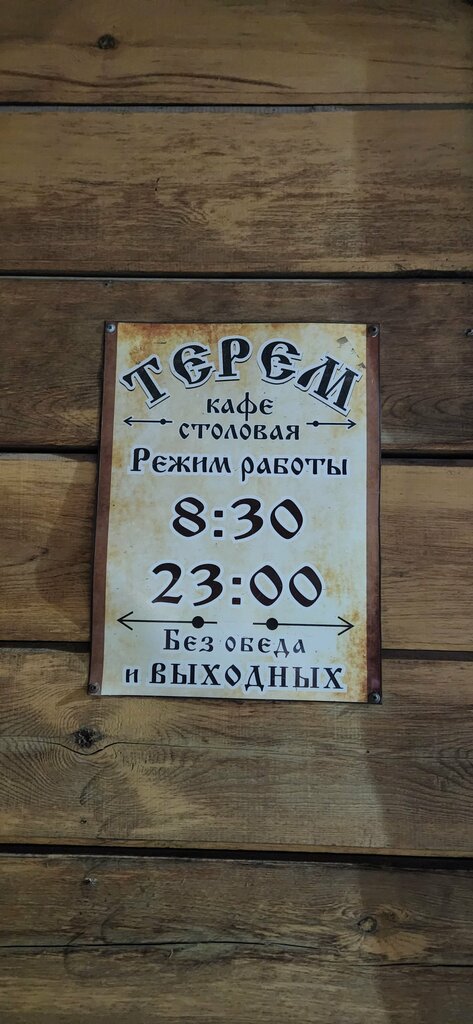 ТЕРЕМ
кафе
столовая
Режим работы
8:30
23:00
Без обеда
и ВЫХОДНЫХ